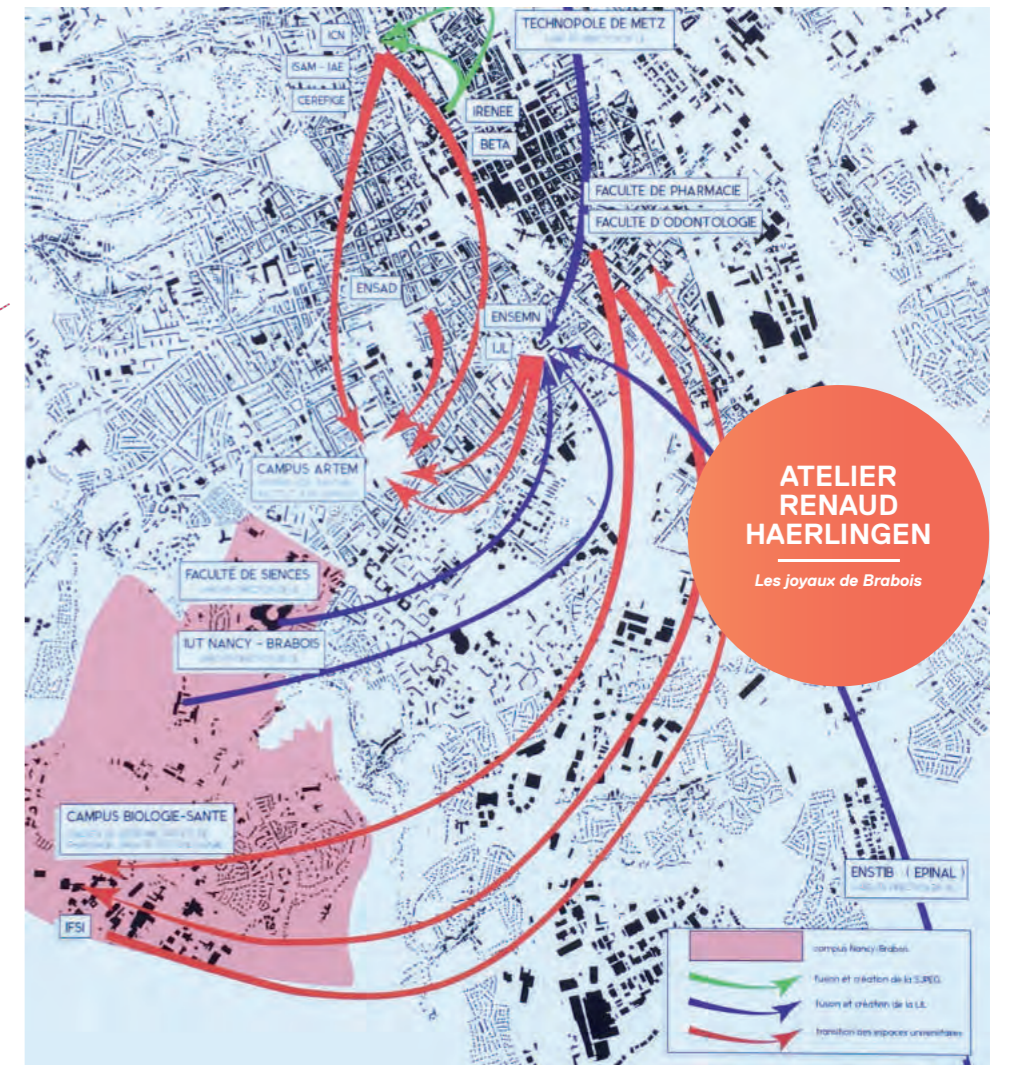 ICN
TECHNOPOLE DE METZ
ISAM - IAE
CEREFIGE
IRENEE
BETA
FACULTE DE PHARMACIE
FACULTE D'ODONTOLOGIE
ENSAD
ENSEMN
IJL
CAMPUS ARTEM
ATELIER
RENAUD
HAERLINGEN
Les joyaux de Brabois
FACULTE DE SIENCES
IUT NANCY - BRABOIS
CAMPUS BIOLOGIE-SANTE
IFSI
ENSTIB ( EPINAL )
campus Nancy-Brabois
fusion et création de la SJPEG
fusion et création de la
transition des espaces universitaires